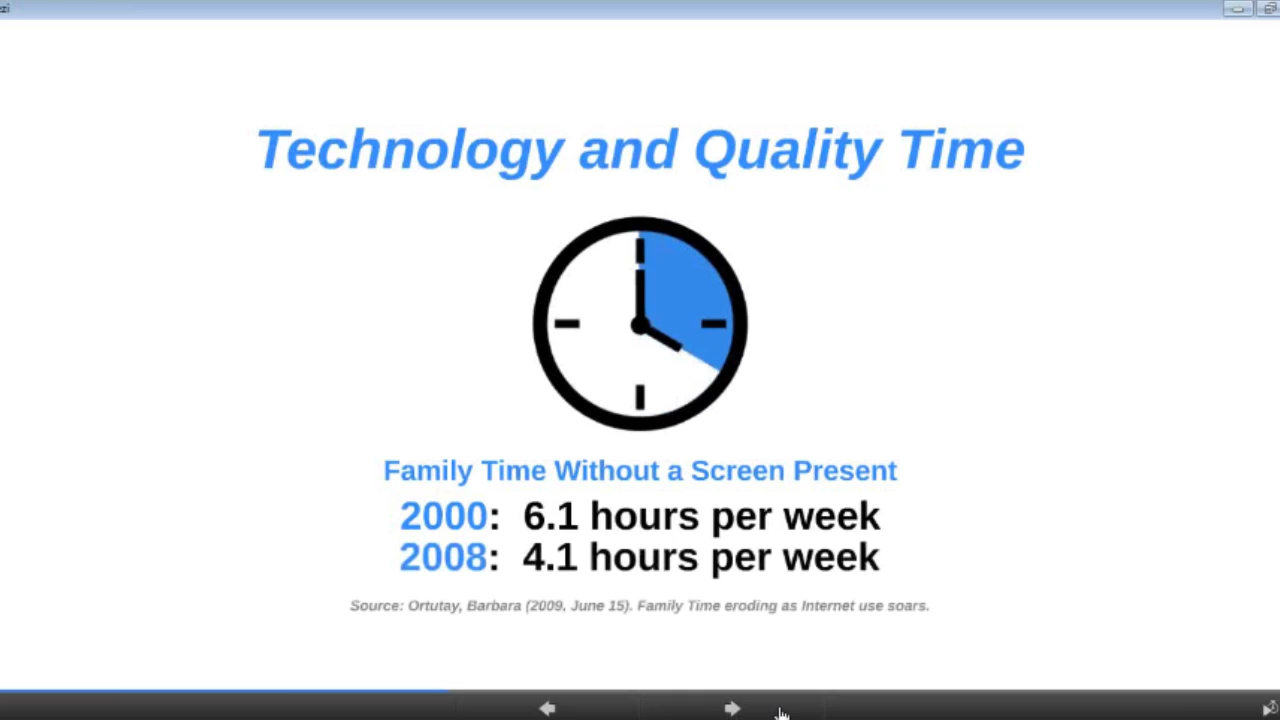 zi
Technology and Quality Time
Family Time Without a Screen Present
2000: 6.1 hours per week
2008: 4.1 hours per week
Source: Ortutay, Barbara (2009, June 15). Family Time eroding as Internet use soars.